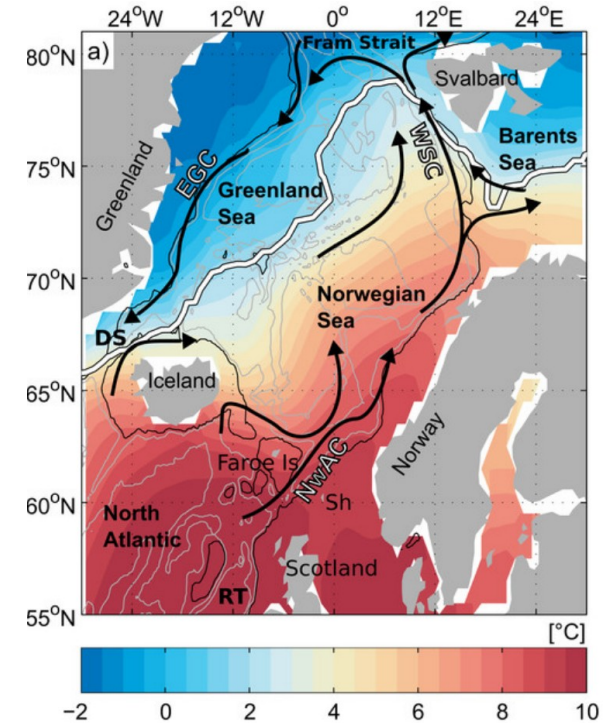 24°W 12°W 0° 12°E 24°E
80°N
a)
Fram Strait
Svalbard
Barents
Sea
WSC
75°N
EGC
Greenland
Greenland
Sea
70°N
Norwegian
Sea
DS
Iceland
65°N
Norway
Faroe Is
NwAC
Sh
60°N
North
Atlantic
Scotland
RT
55°N
[°C]
−2 0 2 4 6 8 10